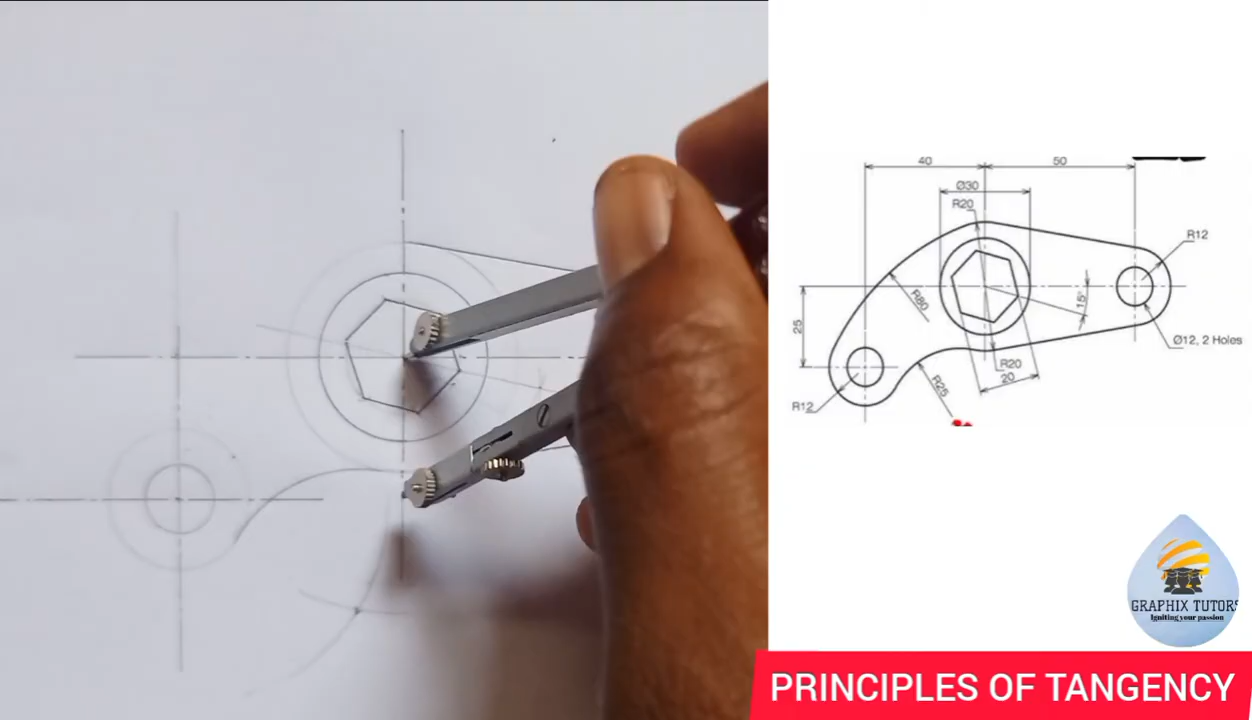 40
50
Ø30
R20
R12
R80
15°
25
Ø12, 2 Holes
R20
20
R25
R12
GRAPHIX TUTORS
Igniting your passion
PRINCIPLES OF TANGENCY